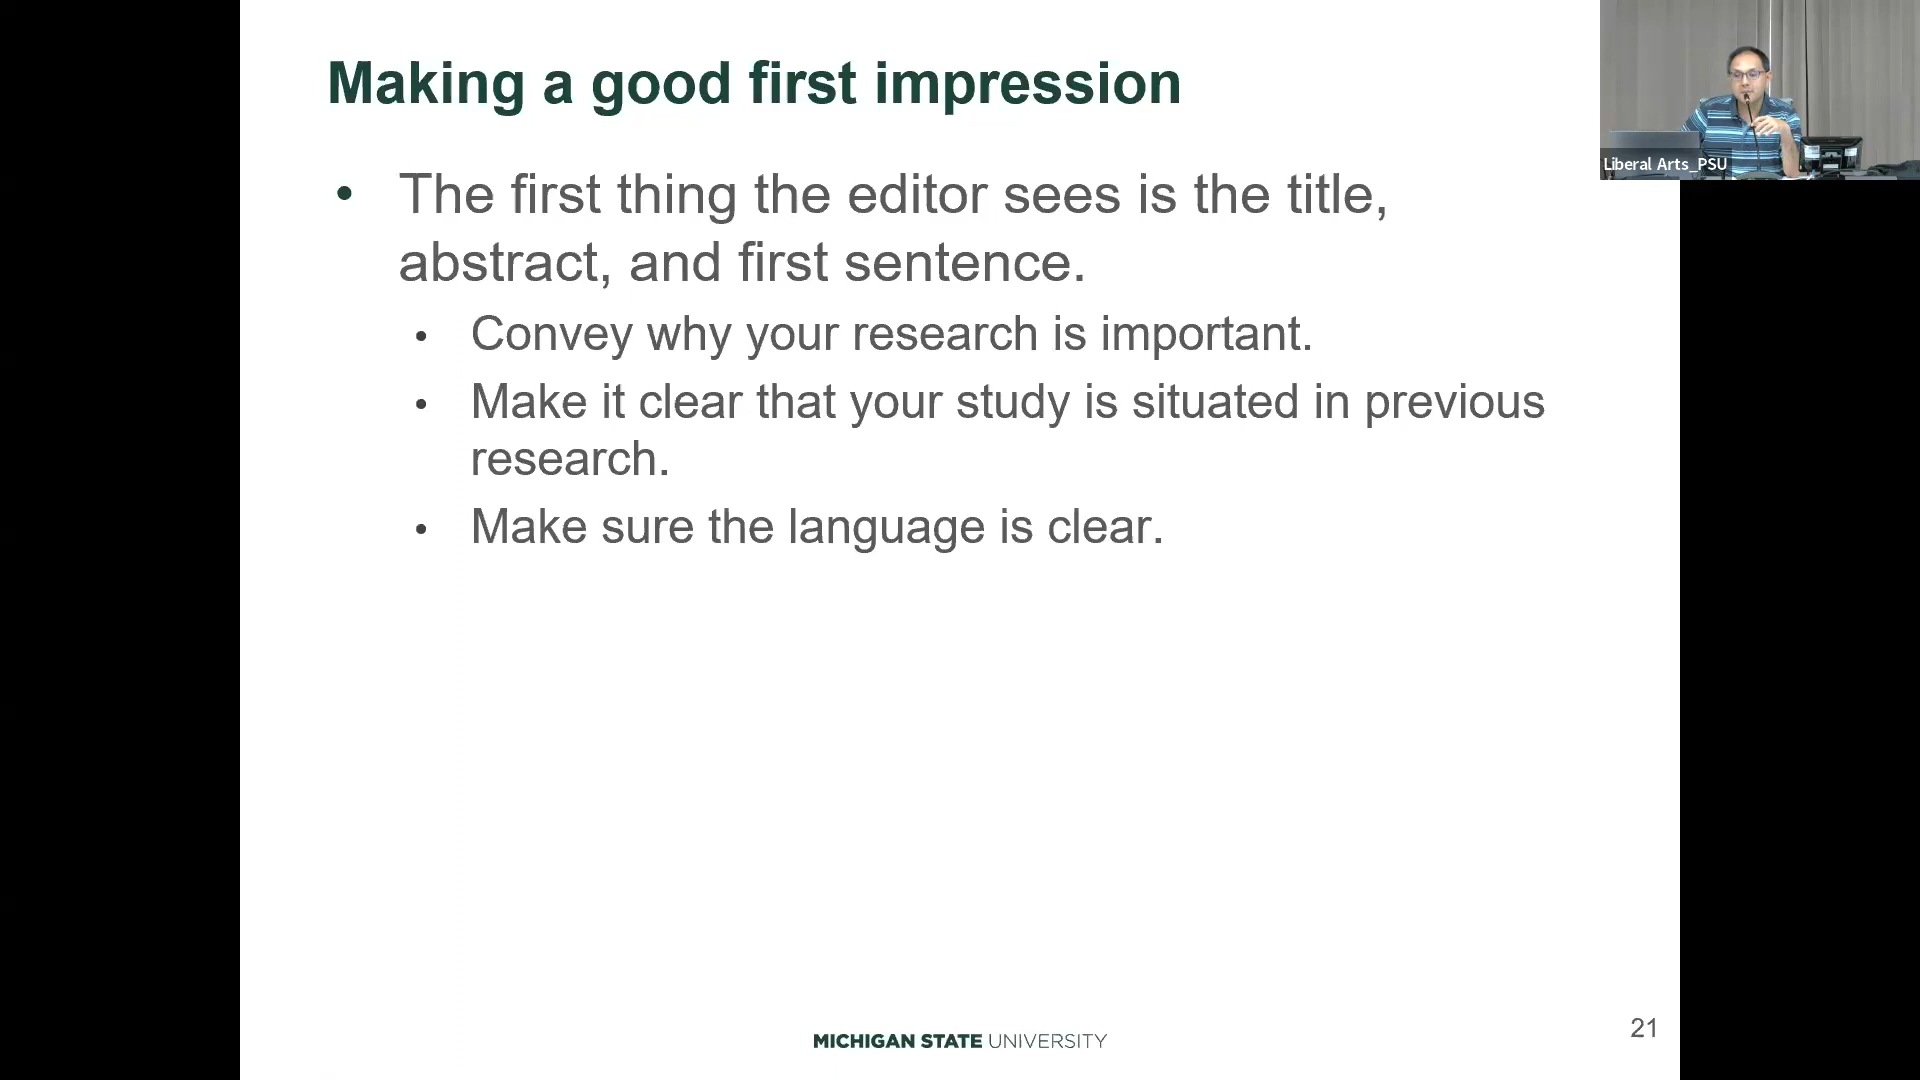 Making a good first impression
• The first thing the editor sees is the title,
abstract, and first sentence.
• Convey why your research is important.
• Make it clear that your study is situated in previous
research.
• Make sure the language is clear.
Liberal Arts_PSU
MICHIGAN STATE UNIVERSITY
21